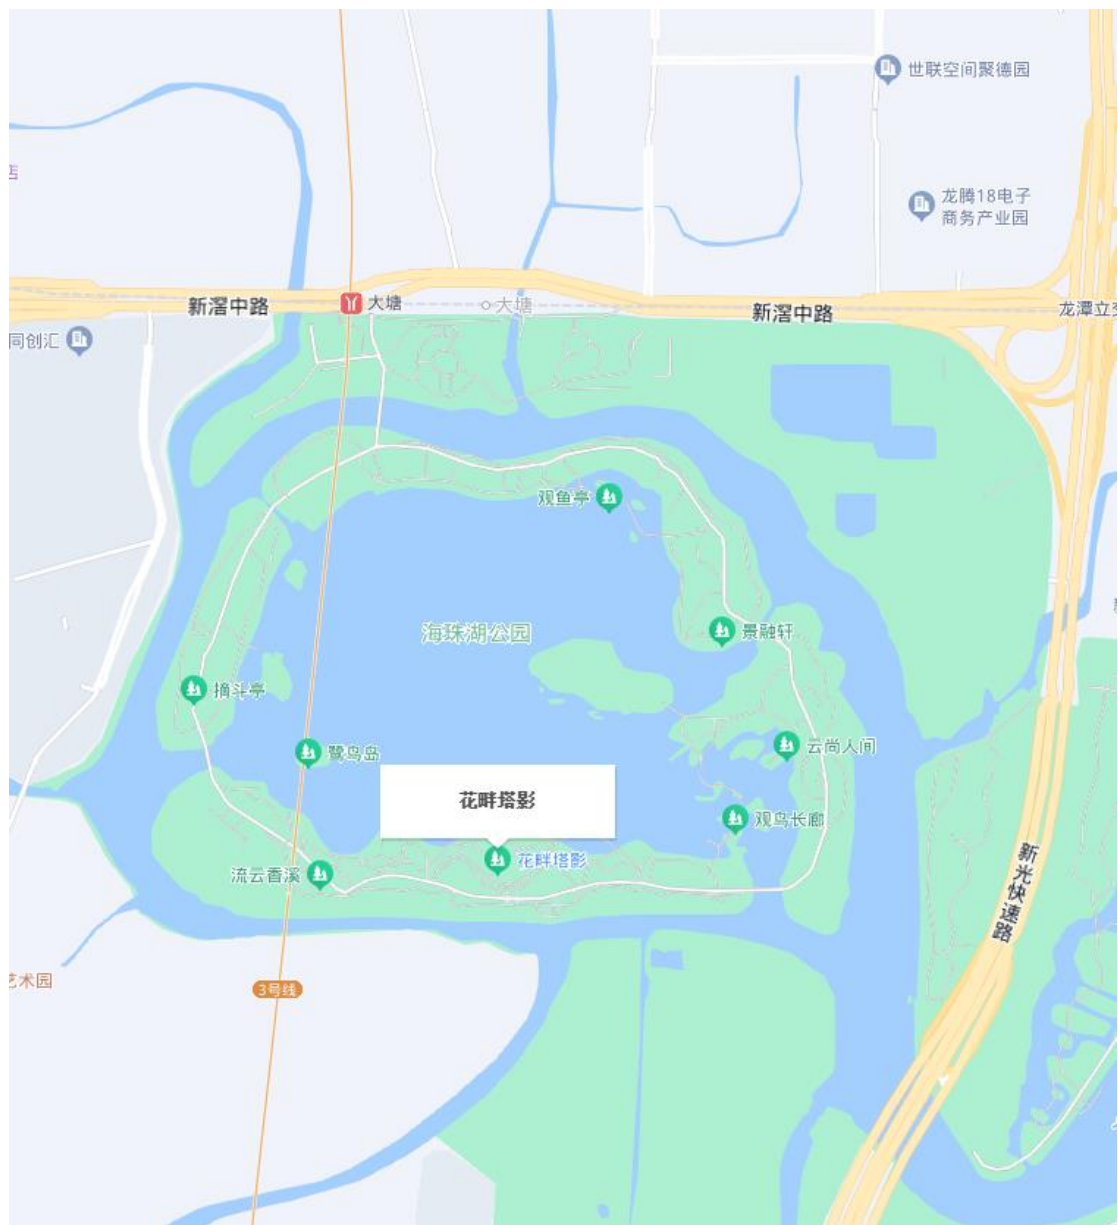 世联空间聚德园
店
龙腾18电子
商务产业园
新滘中路
大塘
大塘
新滘中路
龙潭立交
同创汇
观鱼亭
海珠湖公园
景融轩
摘斗亭
鹭鸟岛
云尚人间
花畔塔影
观鸟长廊
花畔塔影
流云香溪
新光快速路
艺术园
3号线